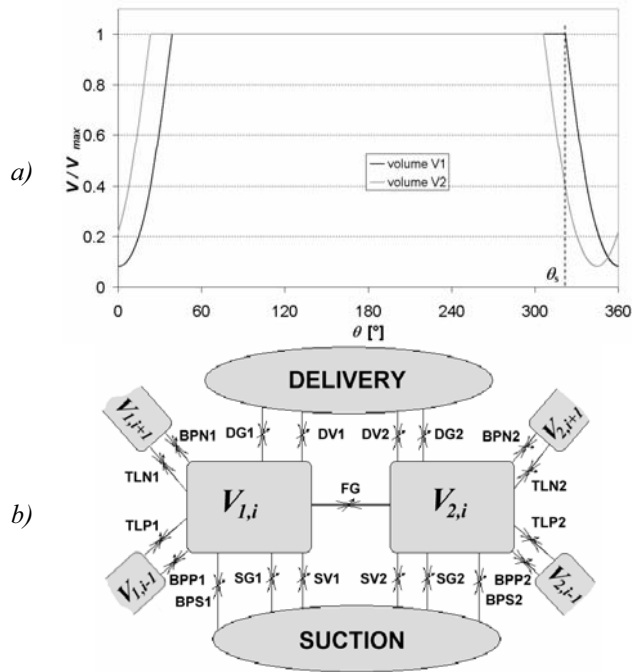 a)
V/V max
1
0.8
0.6
0.4
0.2
0
volume V1
volume V2
θs
0 60 120 180 240 300 360
θ [°]
b)
DELIVERY
V1,i+1
BPN1
DG1
DV1
DV2
DG2
BPN2
V2,i+1
TLN1
TLN2
V1,i
FG
V2,i
TLP1
TLP2
V1,i-1
BPP1
BPS1
SG1
SV1
SV2
SG2
BPS2
BPP2
V2,i-1
SUCTION